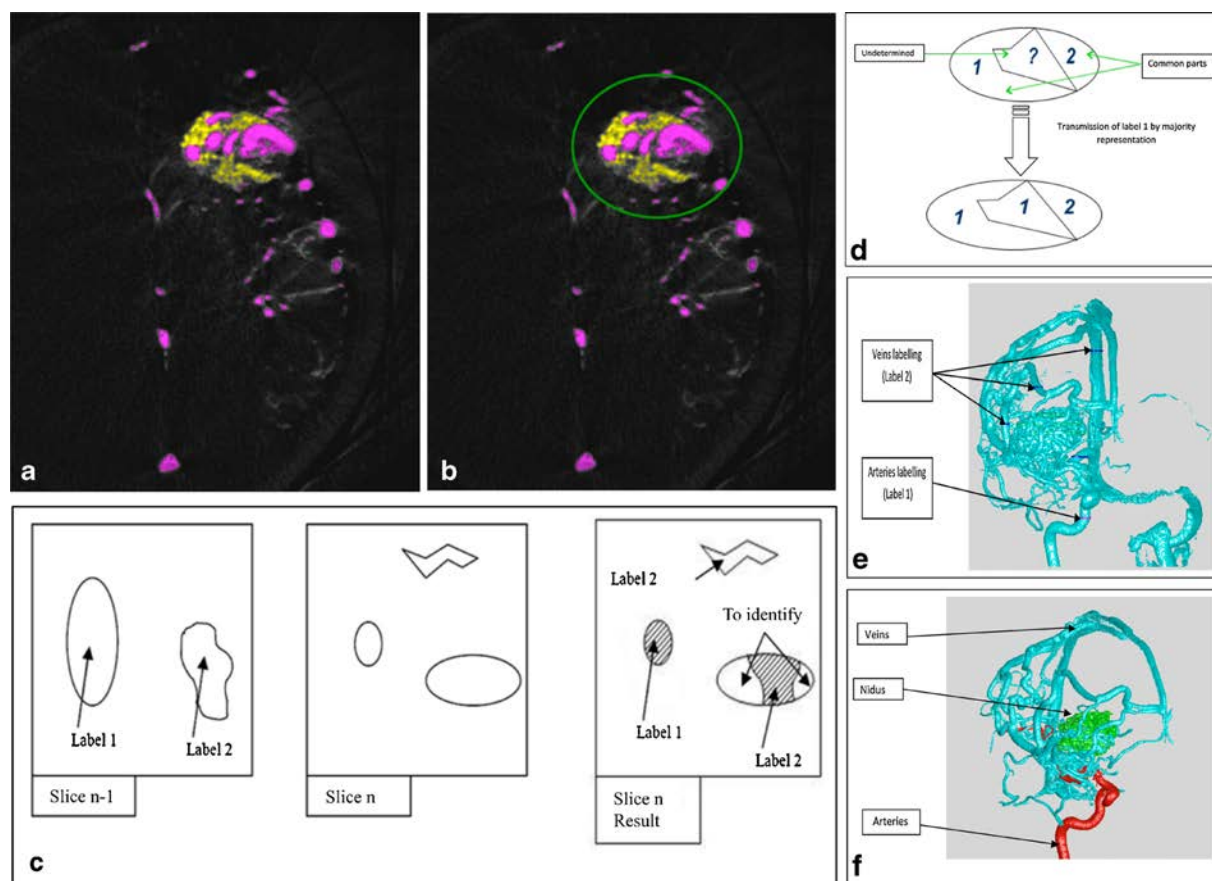 a
b
Undetermined
1
?
2
Common parts
Transmission of label 1 by majority
representation
1
1
2
d
Veins labelling
(Label 2)
Arteries labelling
(Label 1)
e
Label 1
Label 2
Slice n-1
Slice n
Label 2
To identify
Label 1
Label 2
Slice n
Result
c
Veins
Nidus
Arteries
f